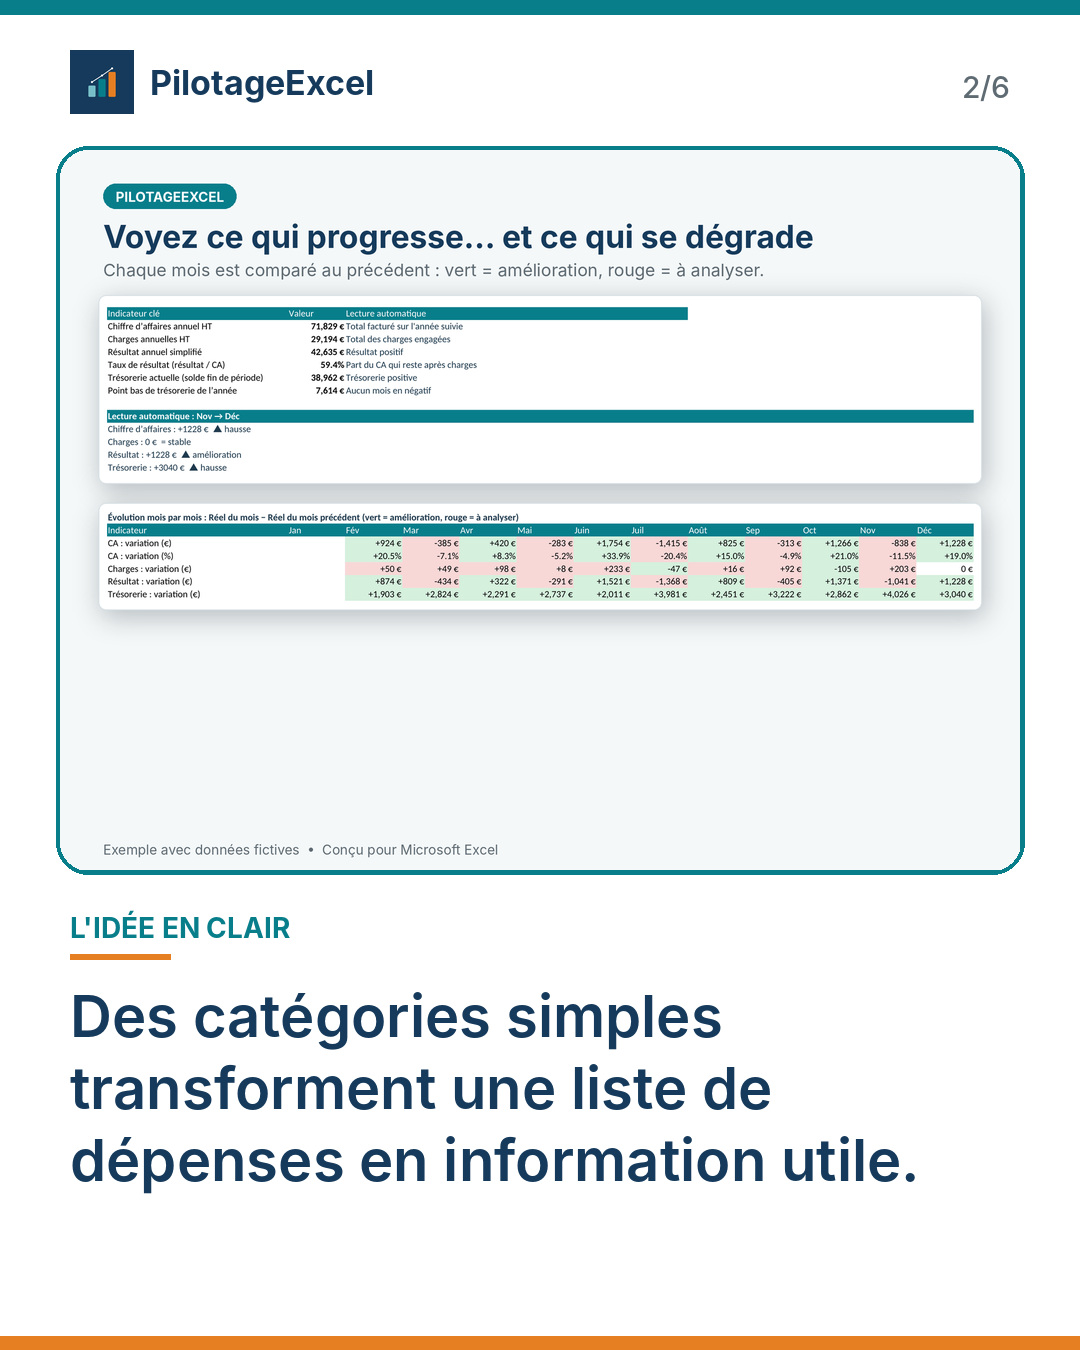 PilotageExcel
2/6
PILOTAGEEXCEL
Voyez ce qui progresse… et ce qui se dégrade
Chaque mois est comparé au précédent : vert = amélioration, rouge = à analyser.
Indicateur clé Valeur Lecture automatique
Chiffre d'affaires annuel HT 71,829 € Total facturé sur l'année suivie
Charges annuelles HT 29,194 € Total des charges engagées
Résultat annuel simplifié 42,635 € Résultat positif
Taux de résultat (résultat / CA) 59.4% Part du CA qui reste après charges
Trésorerie actuelle (solde fin de période) 38,962 € Trésorerie positive
Point bas de trésorerie de l'année 7,614 € Aucun mois en négatif
Lecture automatique : Nov → Déc
Chiffre d'affaires : +1228 € ▲ hausse
Charges : 0 € = stable
Résultat : +1228 € ▲ amélioration
Trésorerie : +3040 € ▲ hausse
Évolution mois par mois : Réel du mois − Réel du mois précédent (vert = amélioration, rouge = à analyser)
Indicateur Jan Fév Mar Avr Mai Juin Juil Août Sep Oct Nov Déc
CA : variation (€) +924 € -385 € +420 € -283 € +1,754 € -1,415 € +825 € -313 € +1,266 € -838 € +1,228 €
CA : variation (%) +20.5% -7.1% +8.3% -5.2% +33.9% -20.4% +15.0% -4.9% +21.0% -11.5% +19.0%
Charges : variation (€) +50 € +49 € +98 € +8 € +233 € -47 € +16 € +92 € -105 € +203 € 0 €
Résultat : variation (€) +874 € -434 € +322 € -291 € +1,521 € -1,368 € +809 € -405 € +1,371 € -1,041 € +1,228 €
Trésorerie : variation (€) +1,903 € +2,824 € +2,291 € +2,737 € +2,011 € +3,981 € +2,451 € +3,222 € +2,862 € +4,026 € +3,040 €
Exemple avec données fictives • Conçu pour Microsoft Excel
L'IDÉE EN CLAIR
Des catégories simples
transforment une liste de
dépenses en information utile.